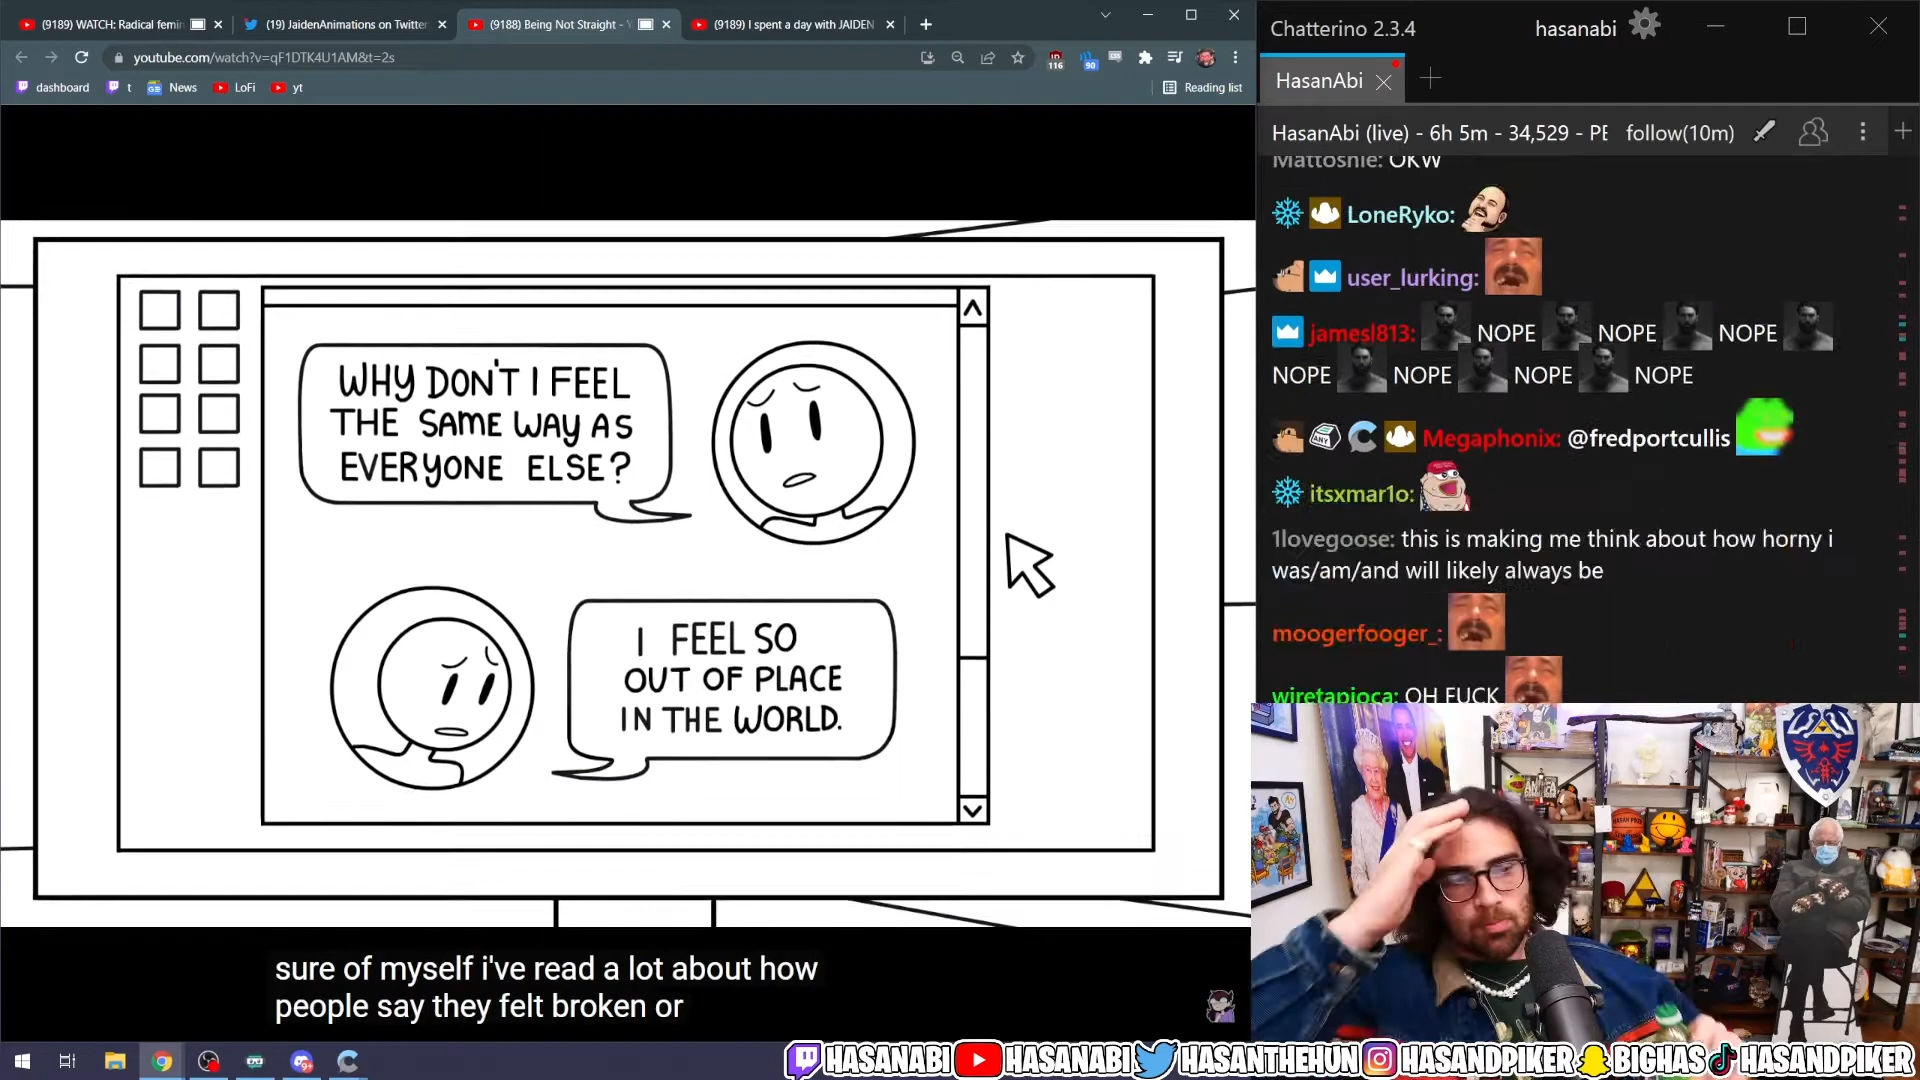 (9189) WATCH: Radical femin
(19) JaidenAnimations on Twitter
(9188) Being Not Straight - Y
(9189) I spent a day with JAIDEN
youtube.com/watch?v=qF1DTK4U1AM&t=2s
116
90
dashboard
t
News
LoFi
yt
Reading list
WHY DON'T I FEEL
THE SAME WAY AS
EVERYONE ELSE?
I FEEL SO
OUT OF PLACE
IN THE WORLD.
sure of myself i've read a lot about how
people say they felt broken or
Chatterino 2.3.4
hasanabi
HasanAbi
HasanAbi (live) - 6h 5m - 34,529 - PE
follow(10m)
Mattoshie: OKW
LoneRyko:
user_lurking:
jamesl813: NOPE NOPE NOPE
NOPE NOPE NOPE NOPE
Megaphonix: @fredportcullis
itsxmar1o:
1lovegoose: this is making me think about how horny i
was/am/and will likely always be
moogerfooger_:
wiretapioca: OH FUCK
HASANABI HASANABI HASANTHEHUN HASANDPIKER BIGHAS HASANDPIKER